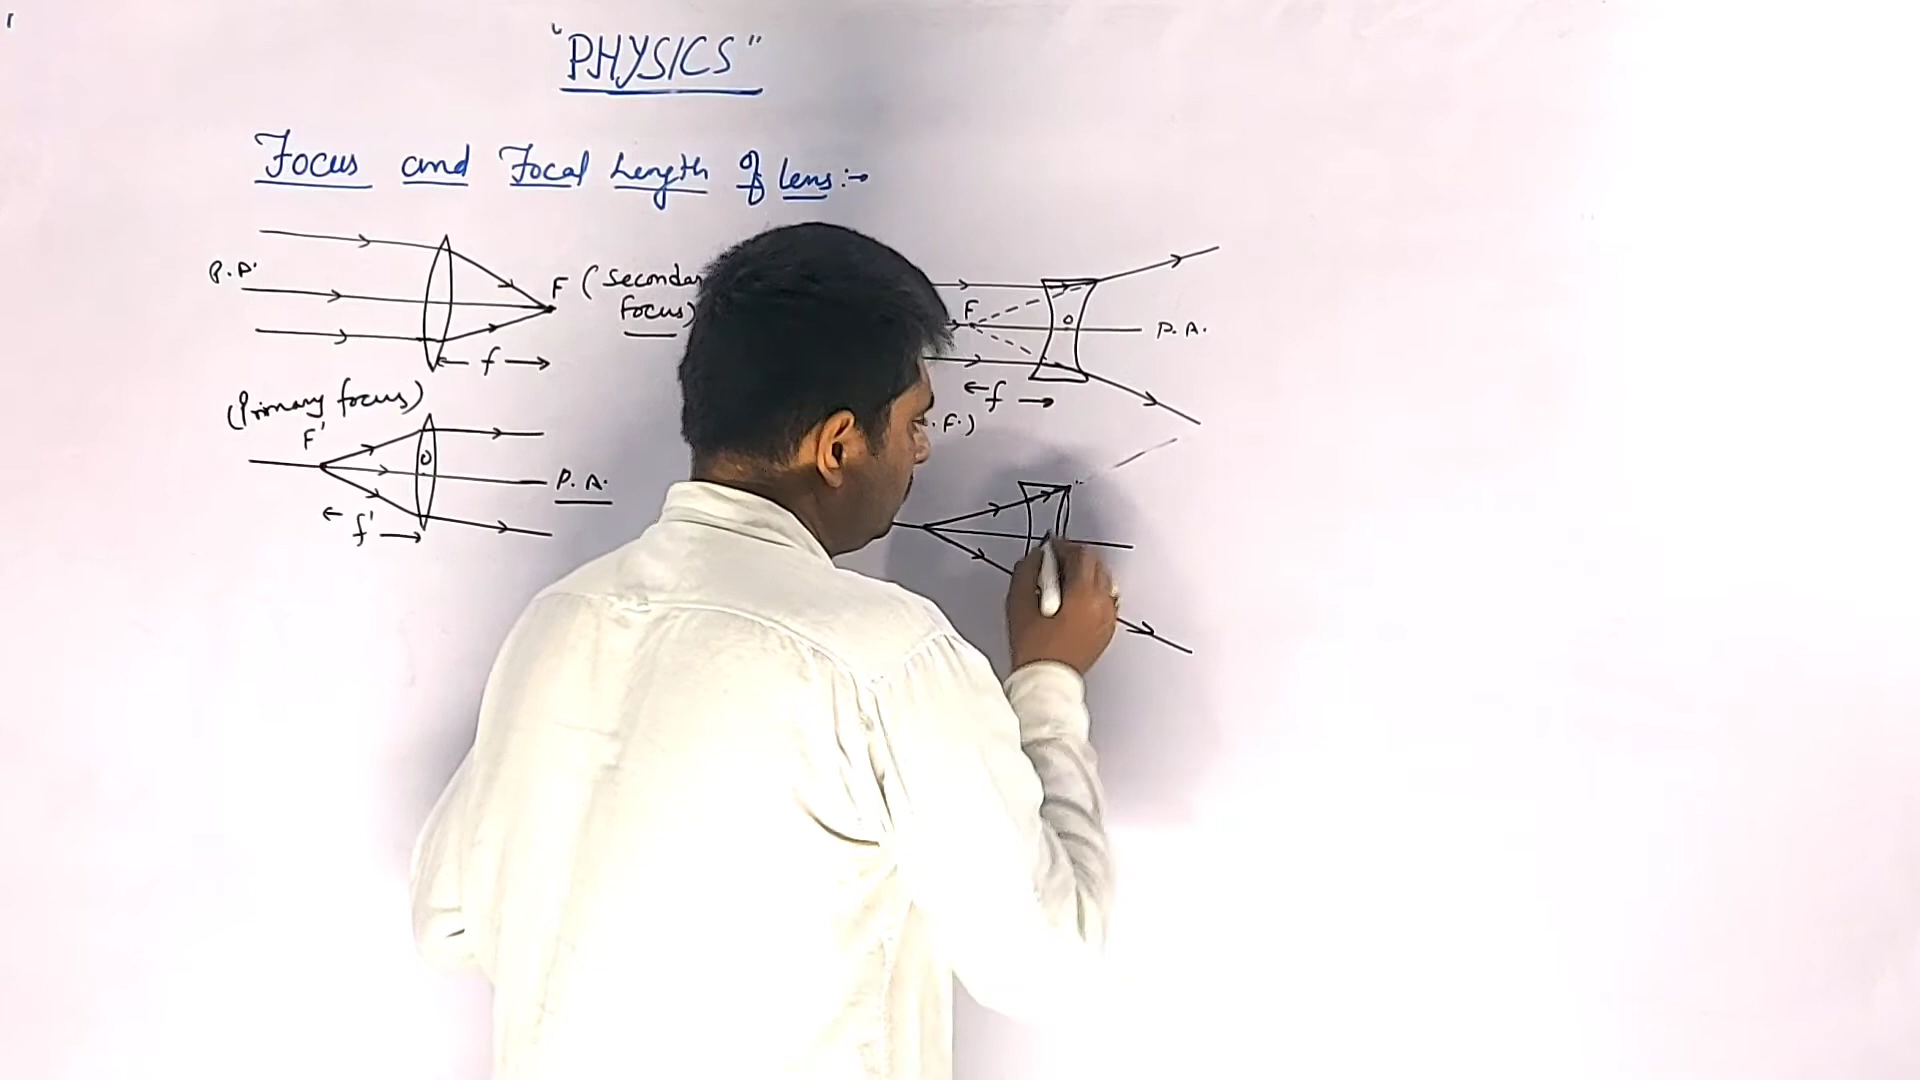 "PHYSICS"
Focus and Focal Length of lens:→
P.A.
F (Secondar
focus)
f
(Primary focus)
F'
O
P. A.
f'
F
O
P. A.
f
.F.)